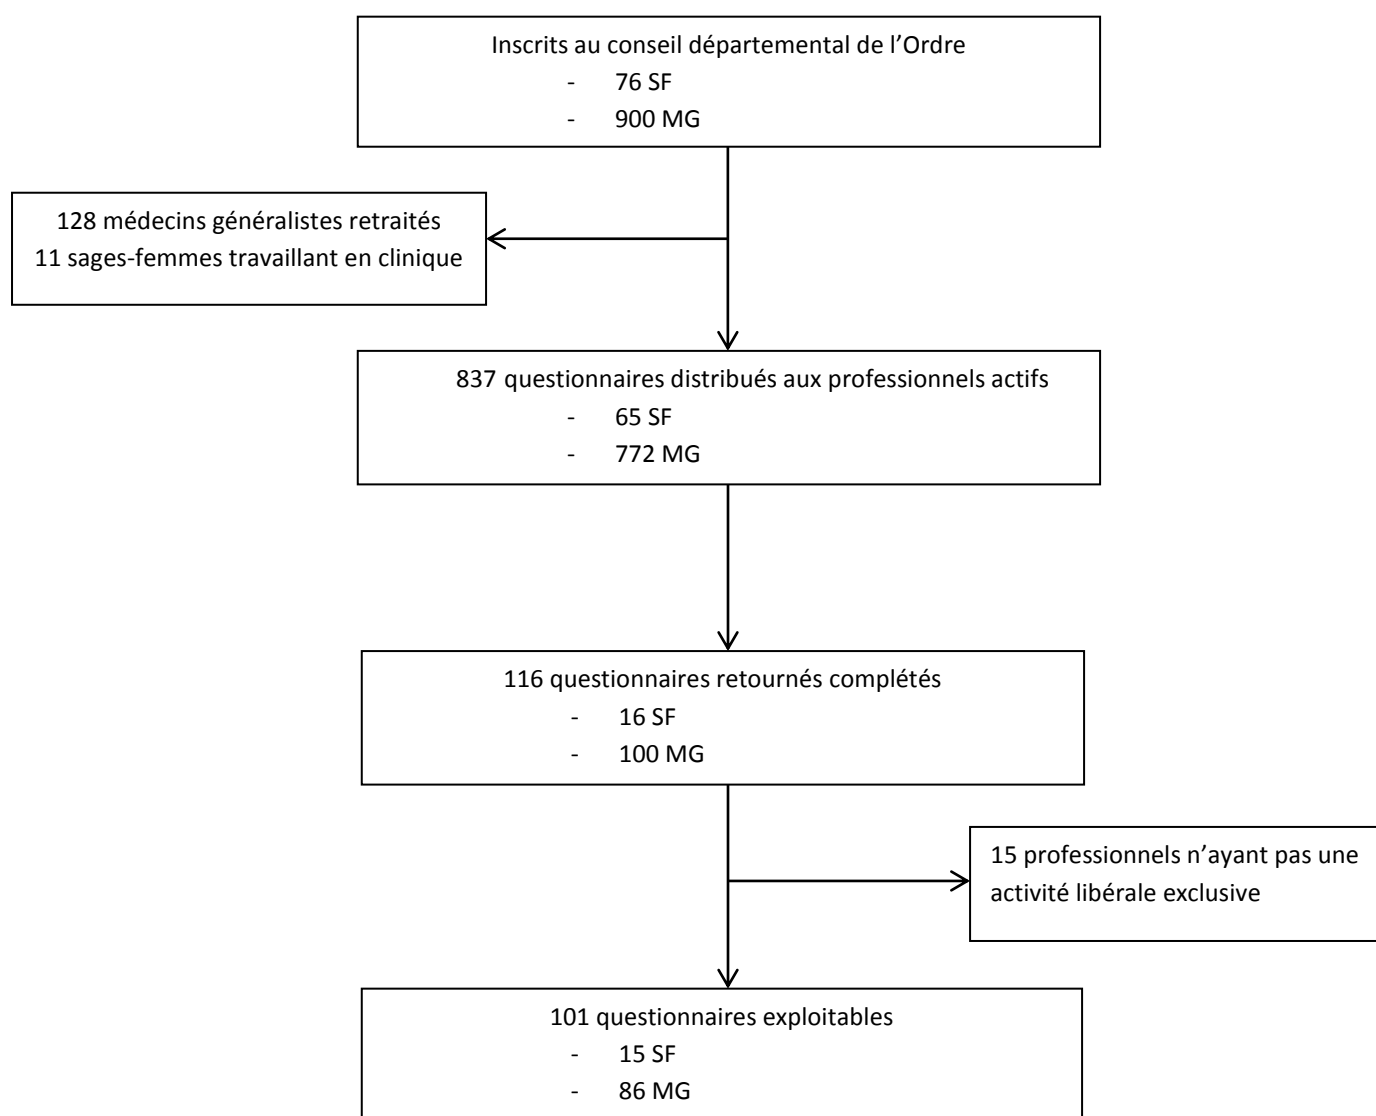 Inscrits au conseil départemental de l’Ordre
- 76 SF
- 900 MG
128 médecins généralistes retraités
11 sages-femmes travaillant en clinique
837 questionnaires distribués aux professionnels actifs
- 65 SF
- 772 MG
116 questionnaires retournés complétés
- 16 SF
- 100 MG
15 professionnels n’ayant pas une
activité libérale exclusive
101 questionnaires exploitables
- 15 SF
- 86 MG